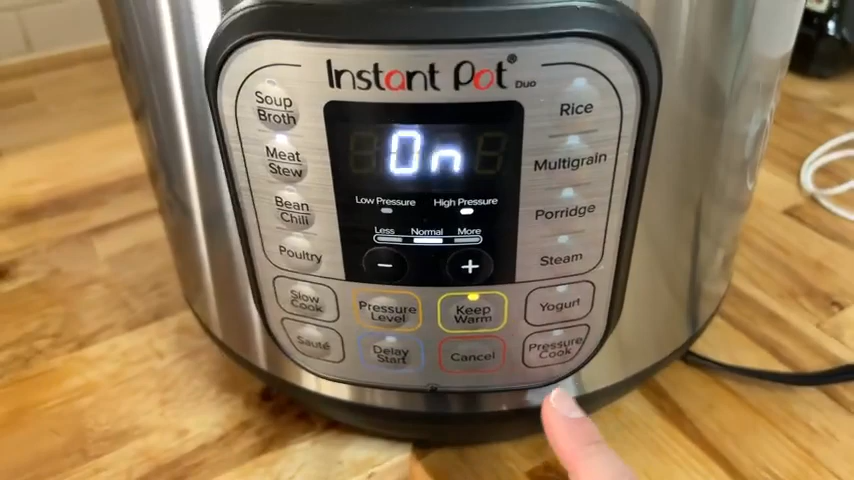 Instant Pot® Duo
Soup
Broth
Meat
Stew
Bean
Chili
Poultry
On
Low Pressure High Pressure
Less Normal More
− +
Rice
Multigrain
Porridge
Steam
Slow
Cook
Pressure
Level
Keep
Warm
Yogurt
Sauté
Delay
Start
Cancel
Pressure
Cook